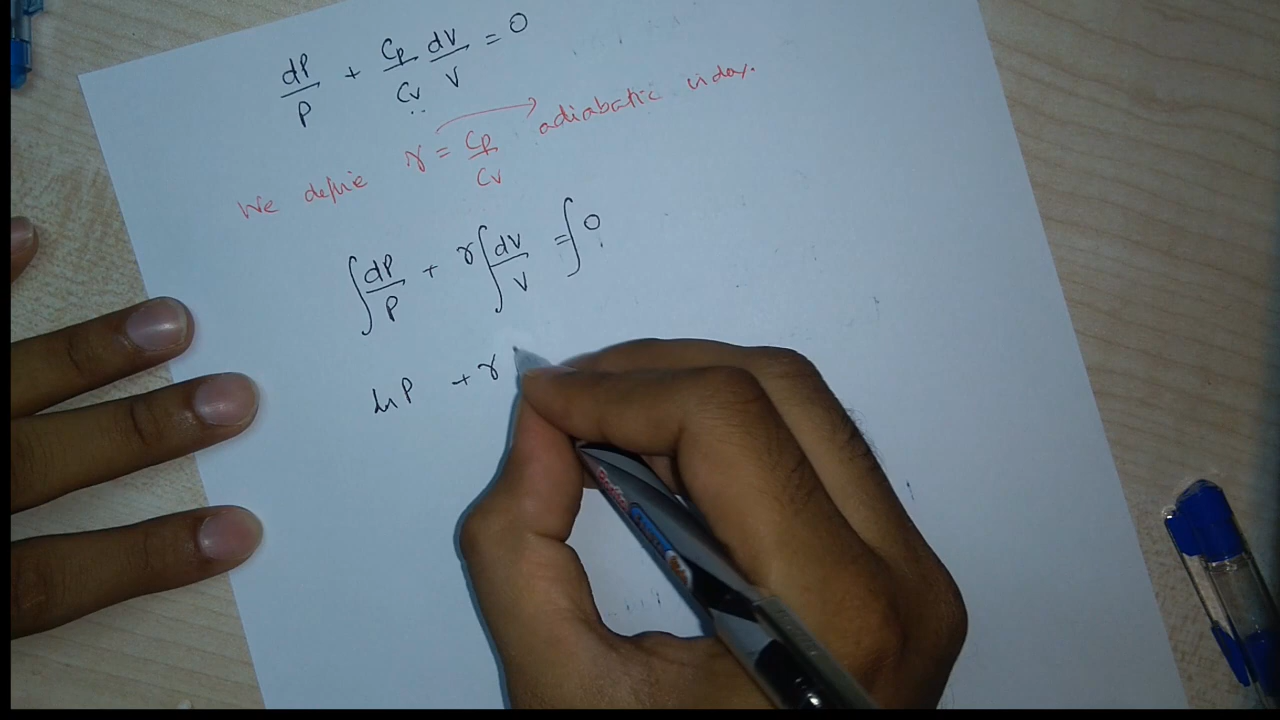 dP/P + Cp/Cv dV/V = 0
We define γ = Cp/Cv → adiabatic index.
∫dP/P + γ∫dV/V = ∫0
ln P + γ